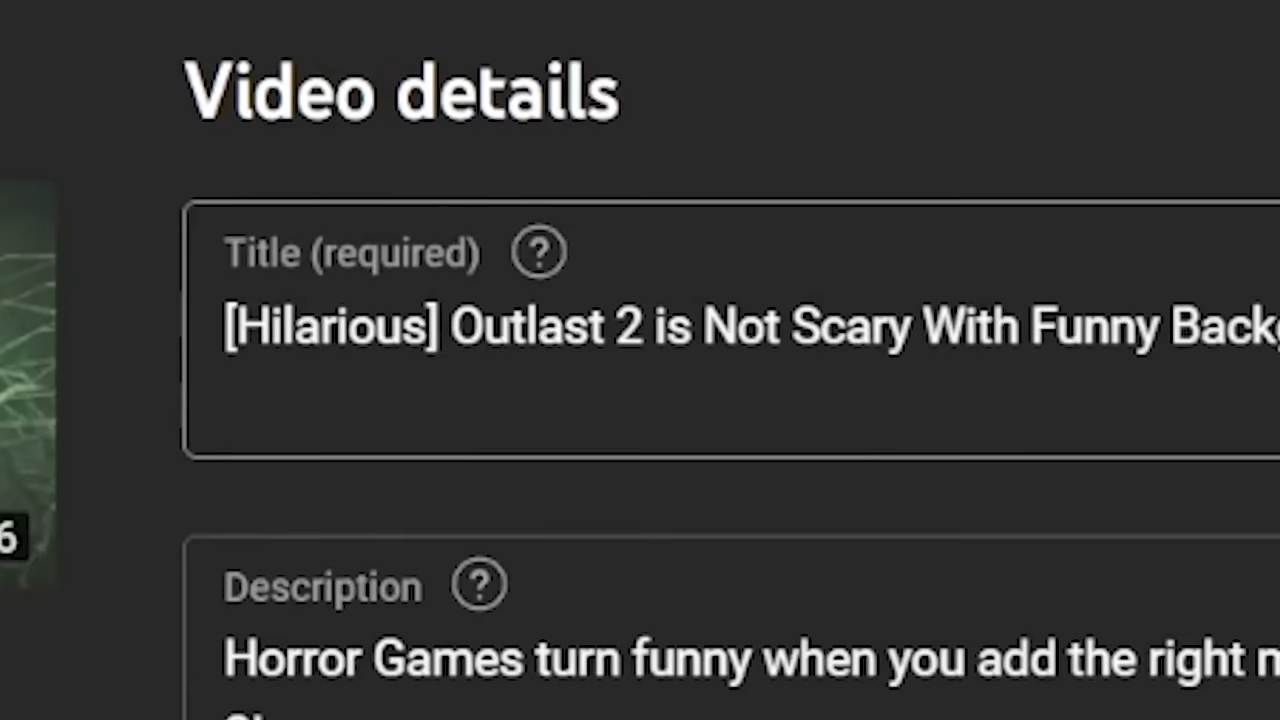 Video details
Title (required) ?
[Hilarious] Outlast 2 is Not Scary With Funny
6
Description ?
Horror Games turn funny when you add the right